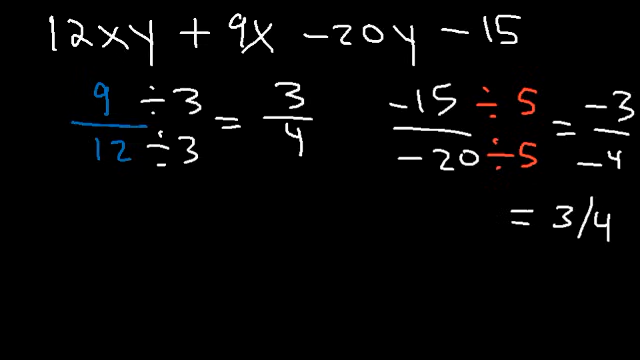 12xy + 9x - 20y - 15
9/12 ÷3/÷3 = 3/4
-15/-20 ÷5/÷5 = -3/-4
= 3/4